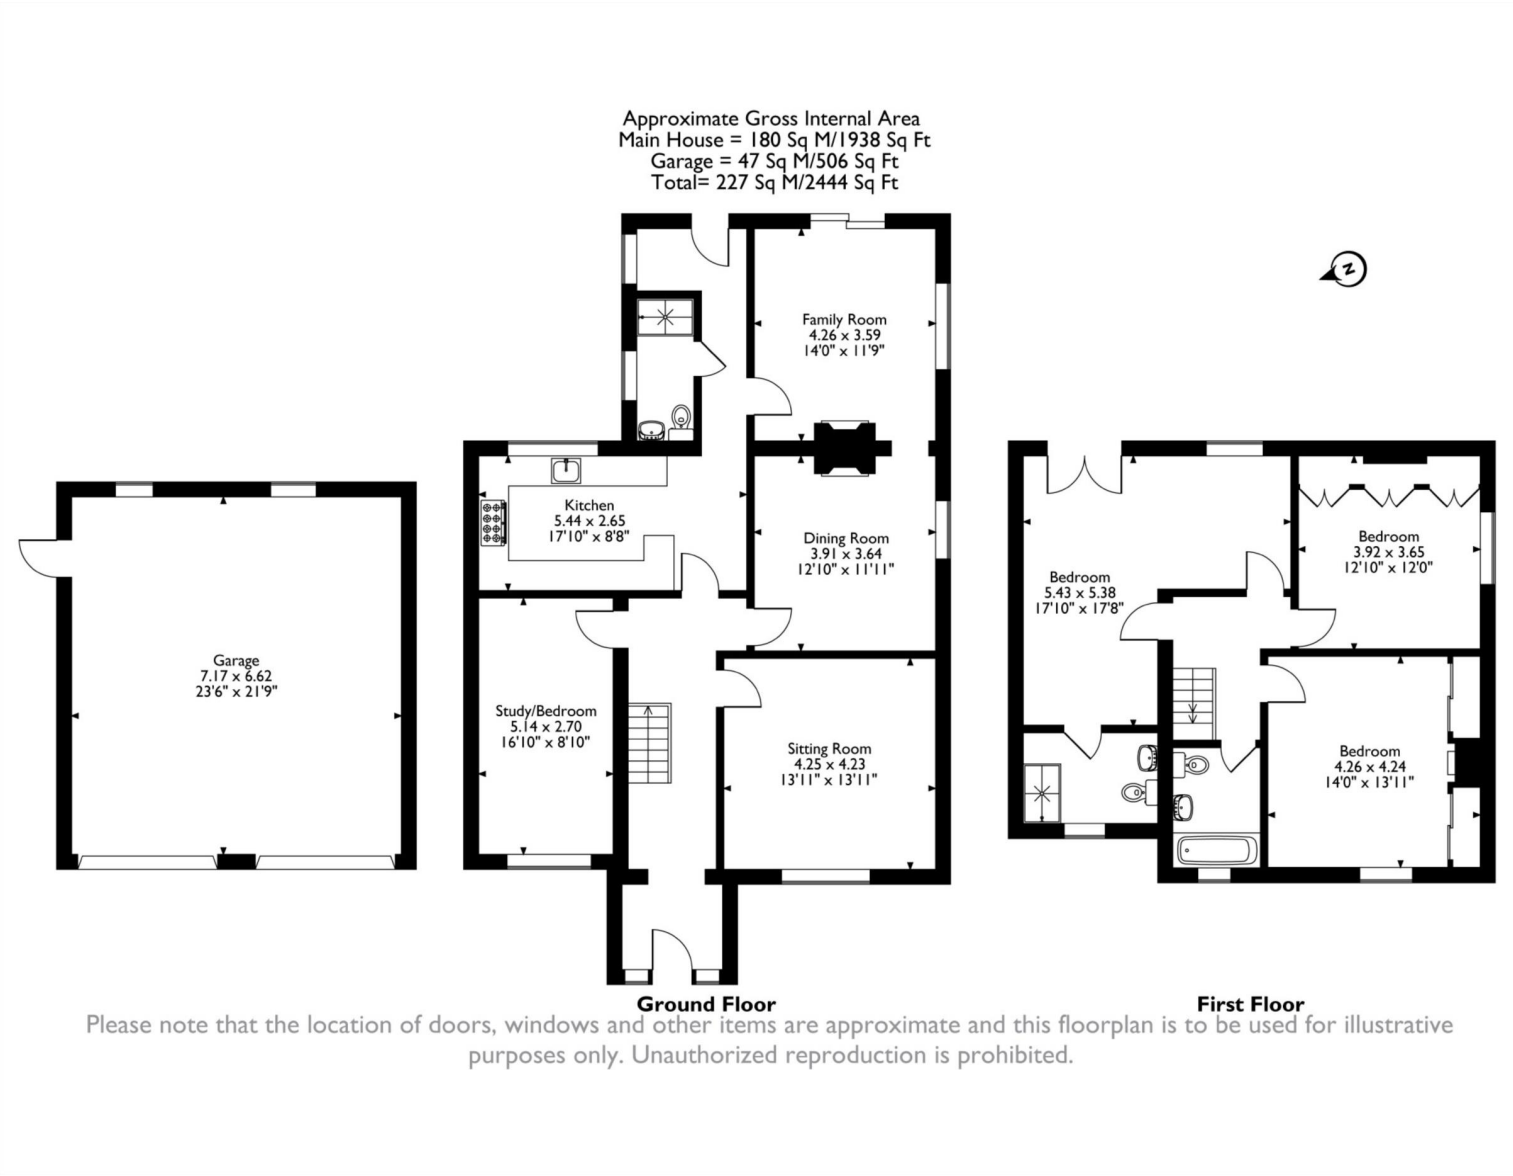 Approximate Gross Internal Area
Main House = 180 Sq M/1938 Sq Ft
Garage = 47 Sq M/506 Sq Ft
Total= 227 Sq M/2444 Sq Ft
N
Family Room
4.26 x 3.59
14'0" x 11'9"
Kitchen
5.44 x 2.65
17'10" x 8'8"
Dining Room
3.91 x 3.64
12'10" x 11'11"
Bedroom
3.92 x 3.65
12'10" x 12'0"
Bedroom
5.43 x 5.38
17'10" x 17'8"
Garage
7.17 x 6.62
23'6" x 21'9"
Study/Bedroom
5.14 x 2.70
16'10" x 8'10"
Sitting Room
4.25 x 4.23
13'11" x 13'11"
Bedroom
4.26 x 4.24
14'0" x 13'11"
Ground Floor
First Floor
Please note that the location of doors, windows and other items are approximate and this floorplan is to be used for illustrative
purposes only. Unauthorized reproduction is prohibited.